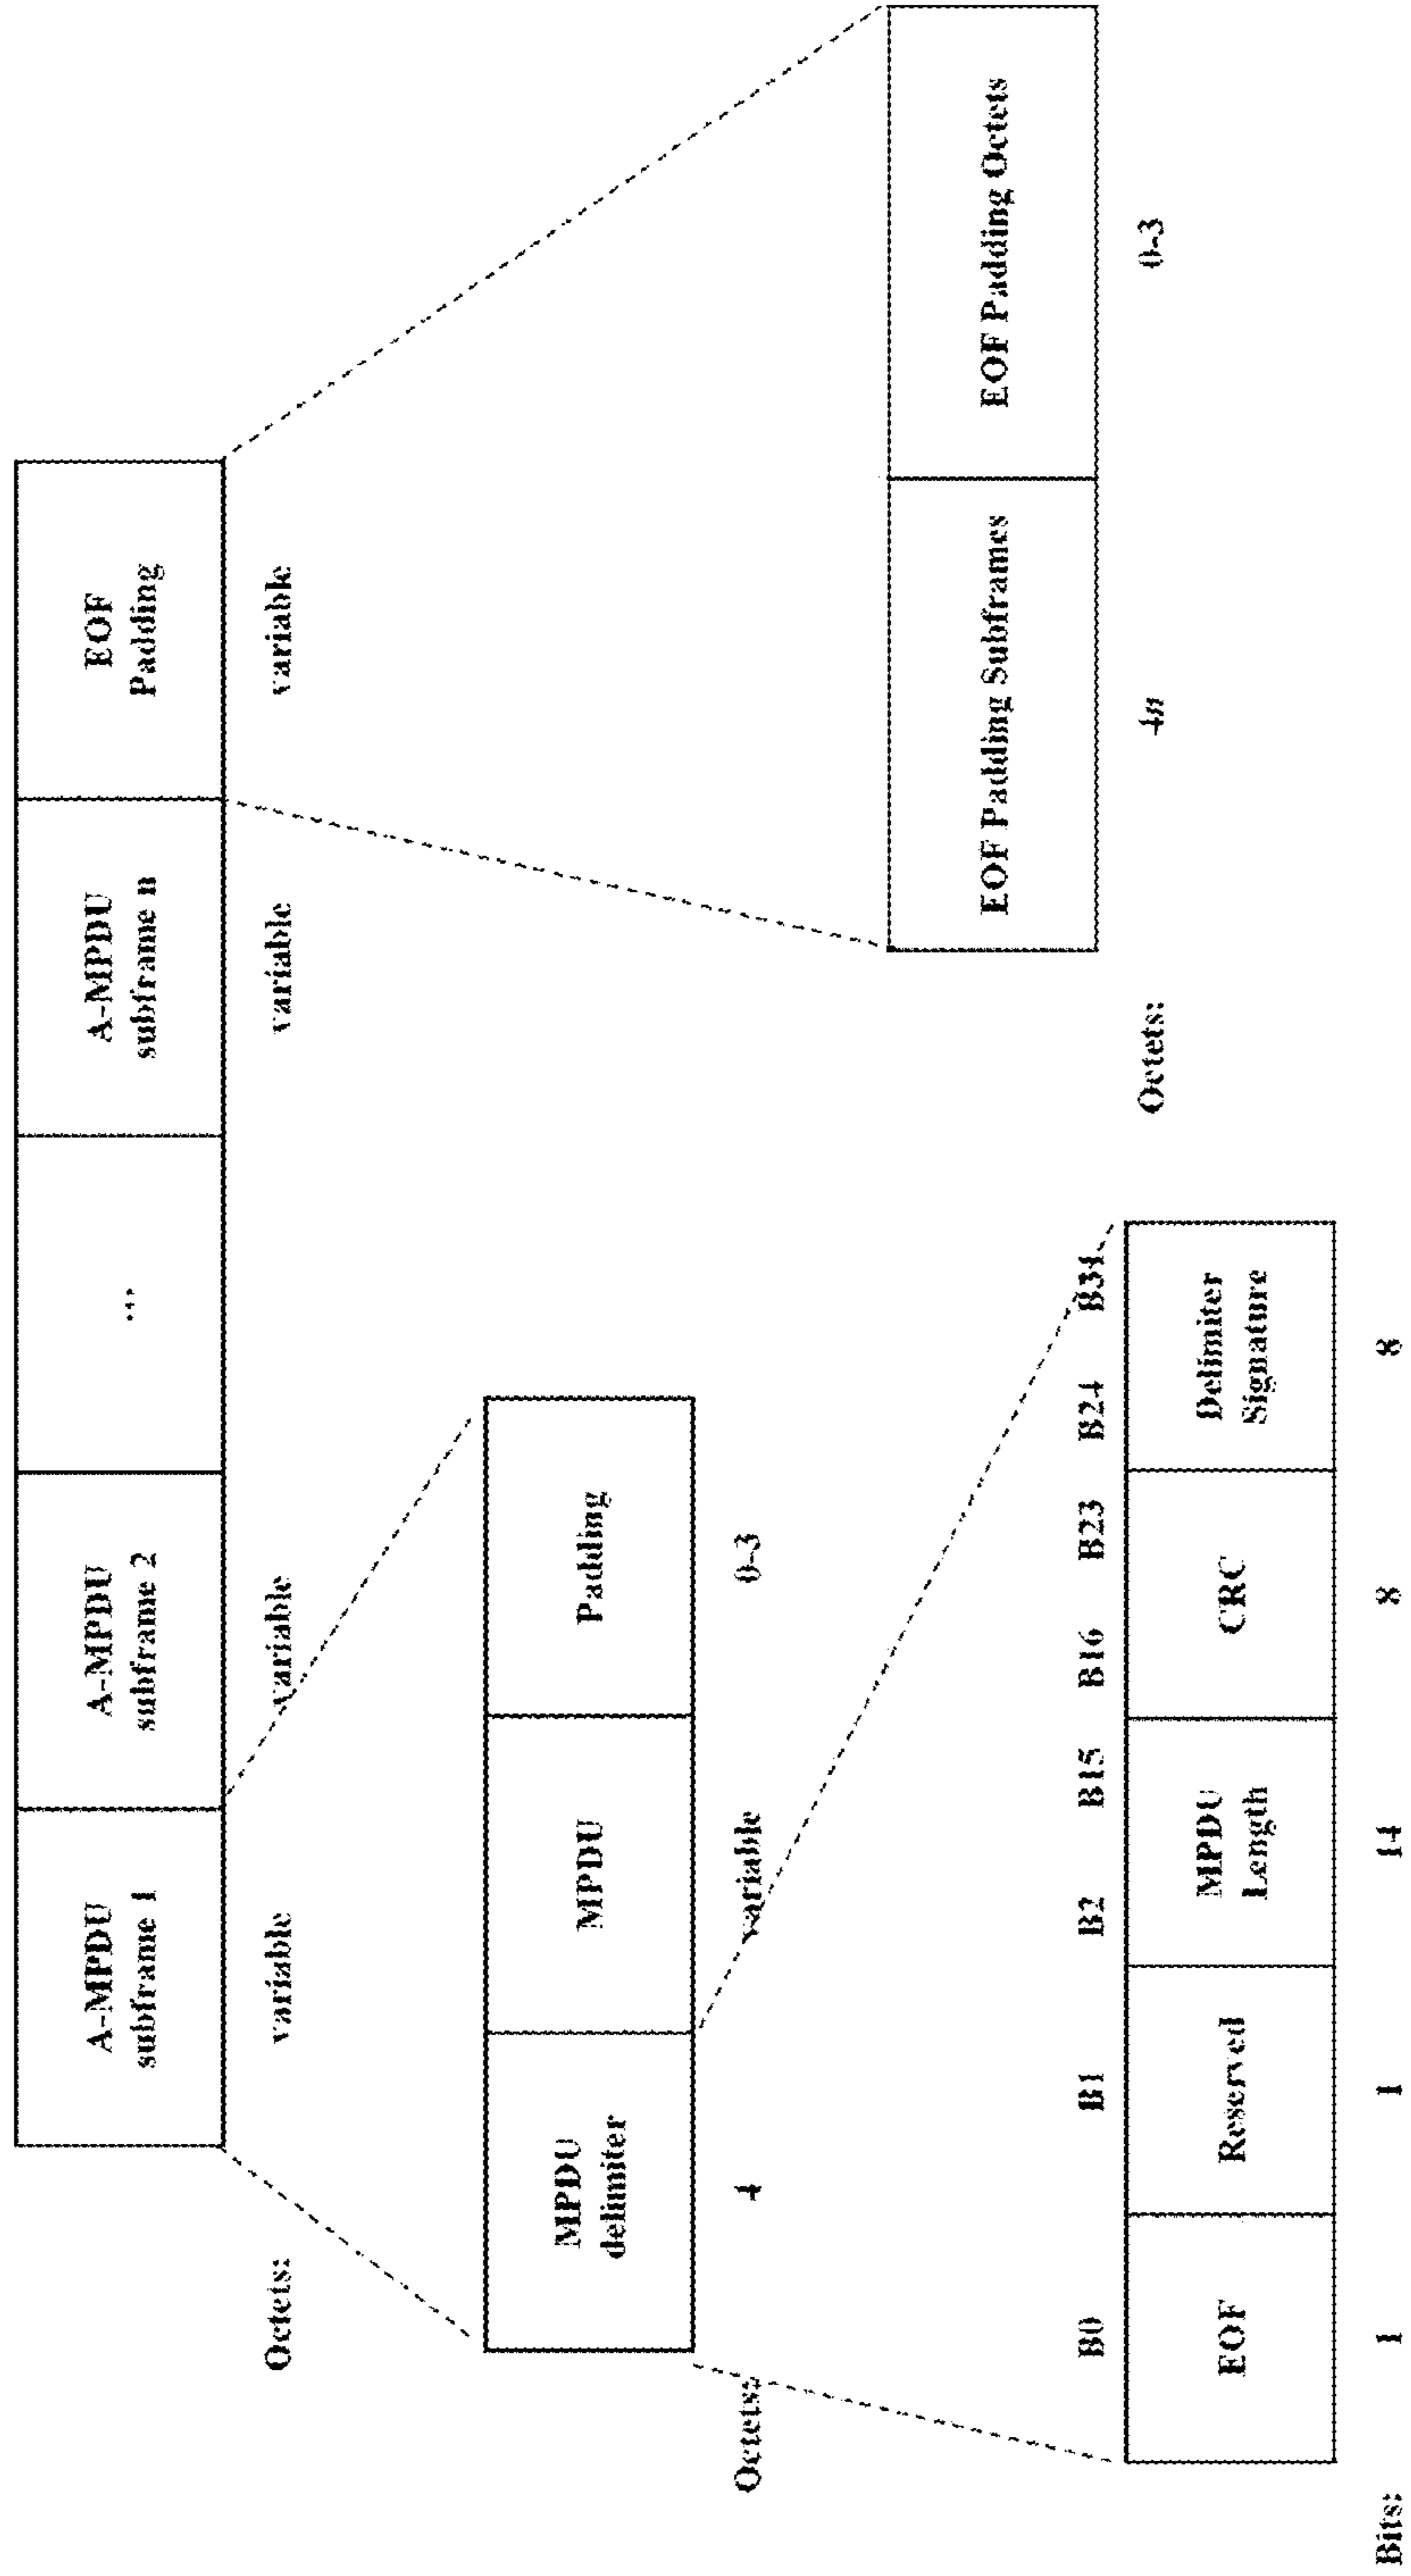 A-MPDU
subframe 1
A-MPDU
subframe 2
...
A-MPDU
subframe n
EOF
Padding
Octets:
variable
variable
variable
variable
MPDU
delimiter
MPDU
Padding
Octets:
4
variable
0-3
EOF Padding Subframes
EOF Padding Octets
Octets:
4n
0-3
B0
B1
B2
B15
B16
B23
B24
B31
EOF
Reserved
MPDU
Length
CRC
Delimiter
Signature
Bits:
1
1
14
8
8